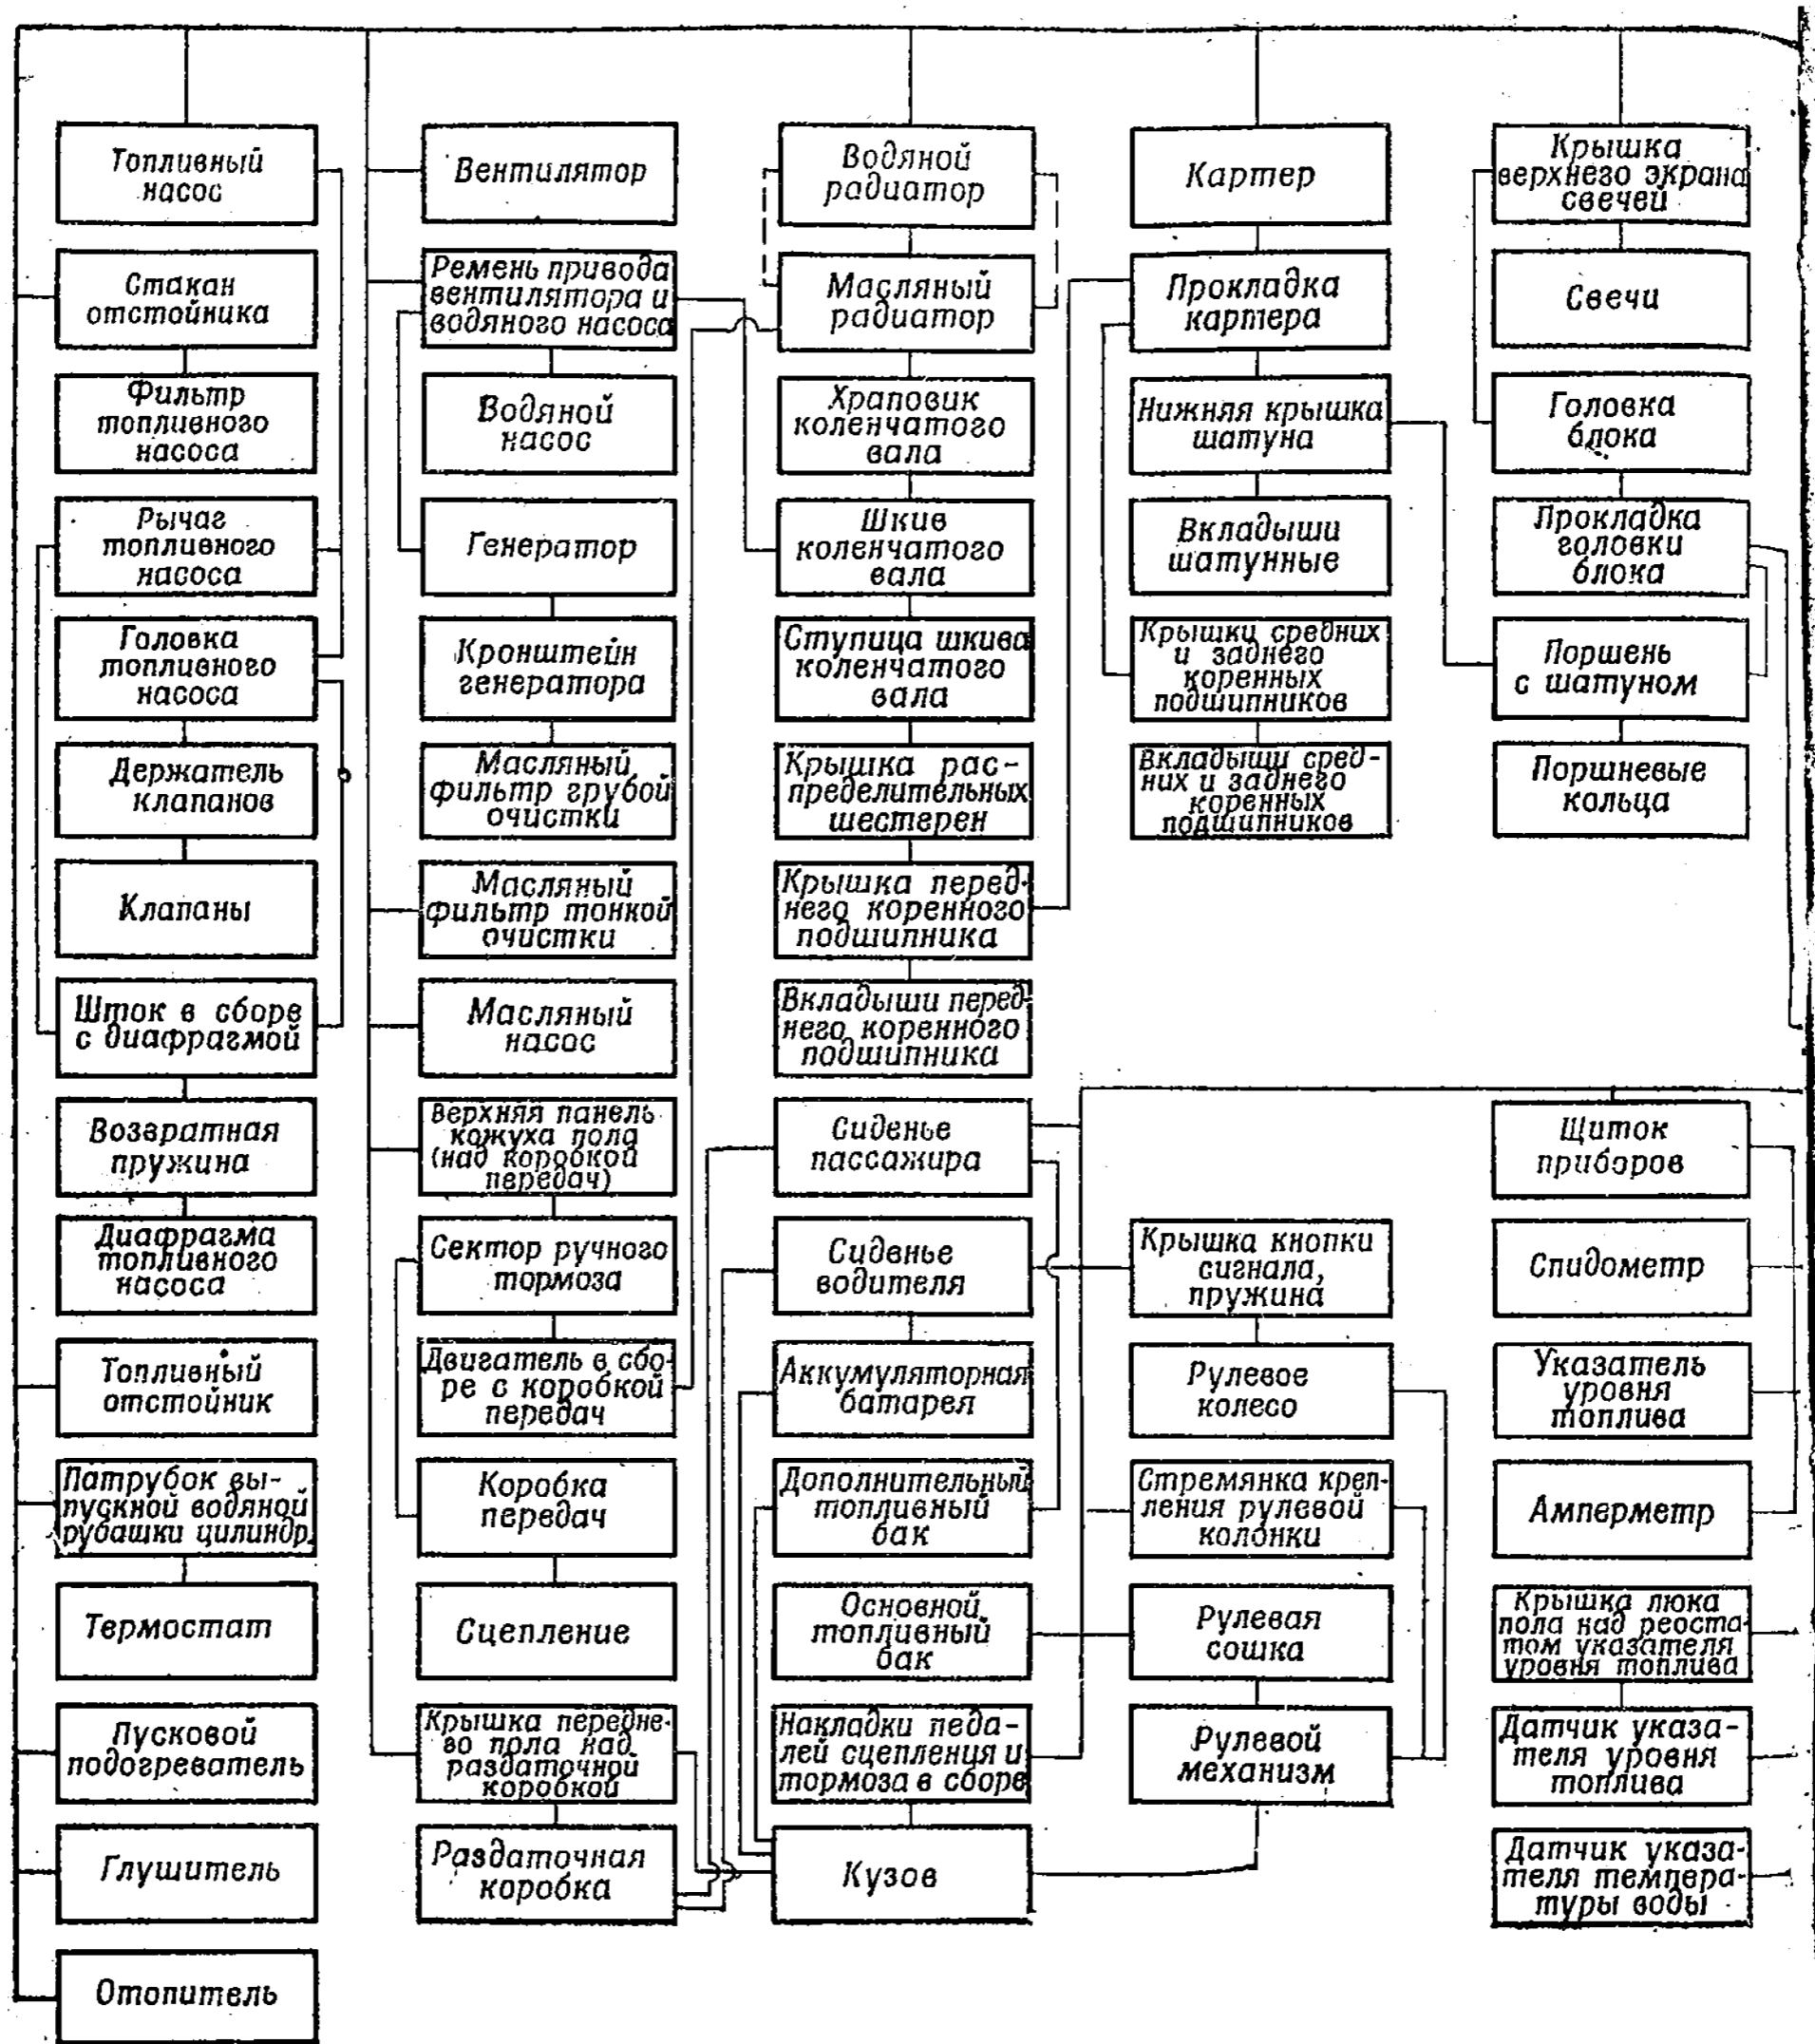 Топливный
насос
Стакан
отстойника
Фильтр
топливного
насоса
Рычаг
топливного
насоса
Головка
топливного
насоса
Держатель
клапанов
Клапаны
Шток в сборе
с диафрагмой
Возвратная
пружина
Диафрагма
топливного
насоса
Топливный
отстойник
Патрубок вы-
пускной водяной
рубашки цилиндр.
Термостат
Пусковой
подогреватель
Глушитель
Отопитель
Вентилятор
Ремень привода
вентилятора и
водяного насоса
Водяной
насос
Генератор
Кронштейн
генератора
Масляный
фильтр грубой
очистки
Масляный
фильтр тонкой
очистки
Масляный
насос
Верхняя панель
кожуха пола
(над коробкой
передач)
Сектор ручного
тормоза
Двигатель в сбо-
ре с коробкой
передач
Коробка
передач
Сцепление
Крышка передне-
го пола над
раздаточной
коробкой
Раздаточная
коробка
Водяной
радиатор
Масляный
радиатор
Храповик
коленчатого
вала
Шкив
коленчатого
вала
Ступица шкива
коленчатого
вала
Крышка рас-
пределительных
шестерен
Крышка перед-
него коренного
подшипника
Вкладыши перед-
него коренного
подшипника
Сиденье
пассажира
Сиденье
водителя
Аккумуляторная
батарея
Дополнительный
топливный
бак
Основной
топливный
бак
Накладки педа-
лей сцепления и
тормоза в сборе
Кузов
Картер
Прокладка
картера
Нижняя крышка
шатуна
Вкладыши
шатунные
Крышки средних
и заднего
коренных
подшипников
Вкладыши сред-
них и заднего
коренных
подшипников
Крышка кнопки
сигнала,
пружина
Рулевое
колесо
Стремянка креп-
ления рулевой
колонки
Рулевая
сошка
Рулевой
механизм
Крышка
верхнего экрана
свечей
Свечи
Головка
блока
Прокладка
головки
блока
Поршень
с шатуном
Поршневые
кольца
Щиток
приборов
Спидометр
Указатель
уровня
топлива
Амперметр
Крышка люка
пола над реоста-
том указателя
уровня топлива
Датчик указа-
теля уровня
топлива
Датчик указа-
теля темпера-
туры воды